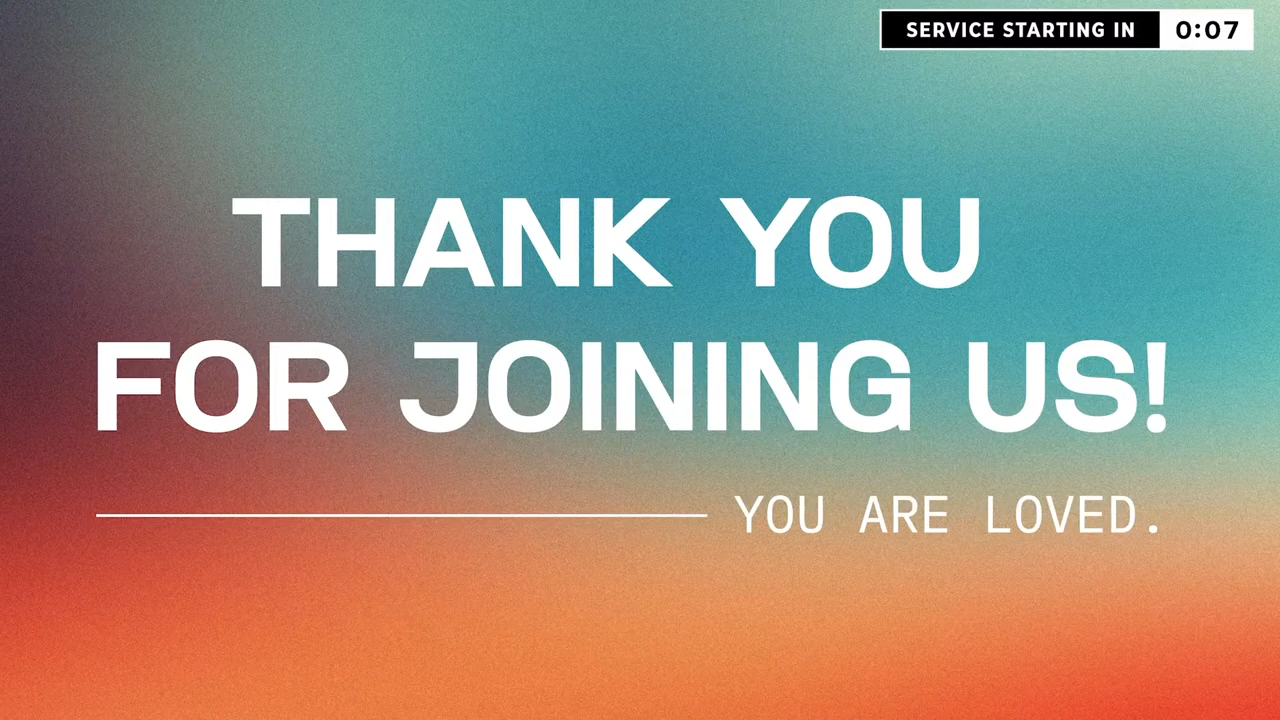 SERVICE STARTING IN 0:07
THANK YOU
FOR JOINING US!
YOU ARE LOVED.